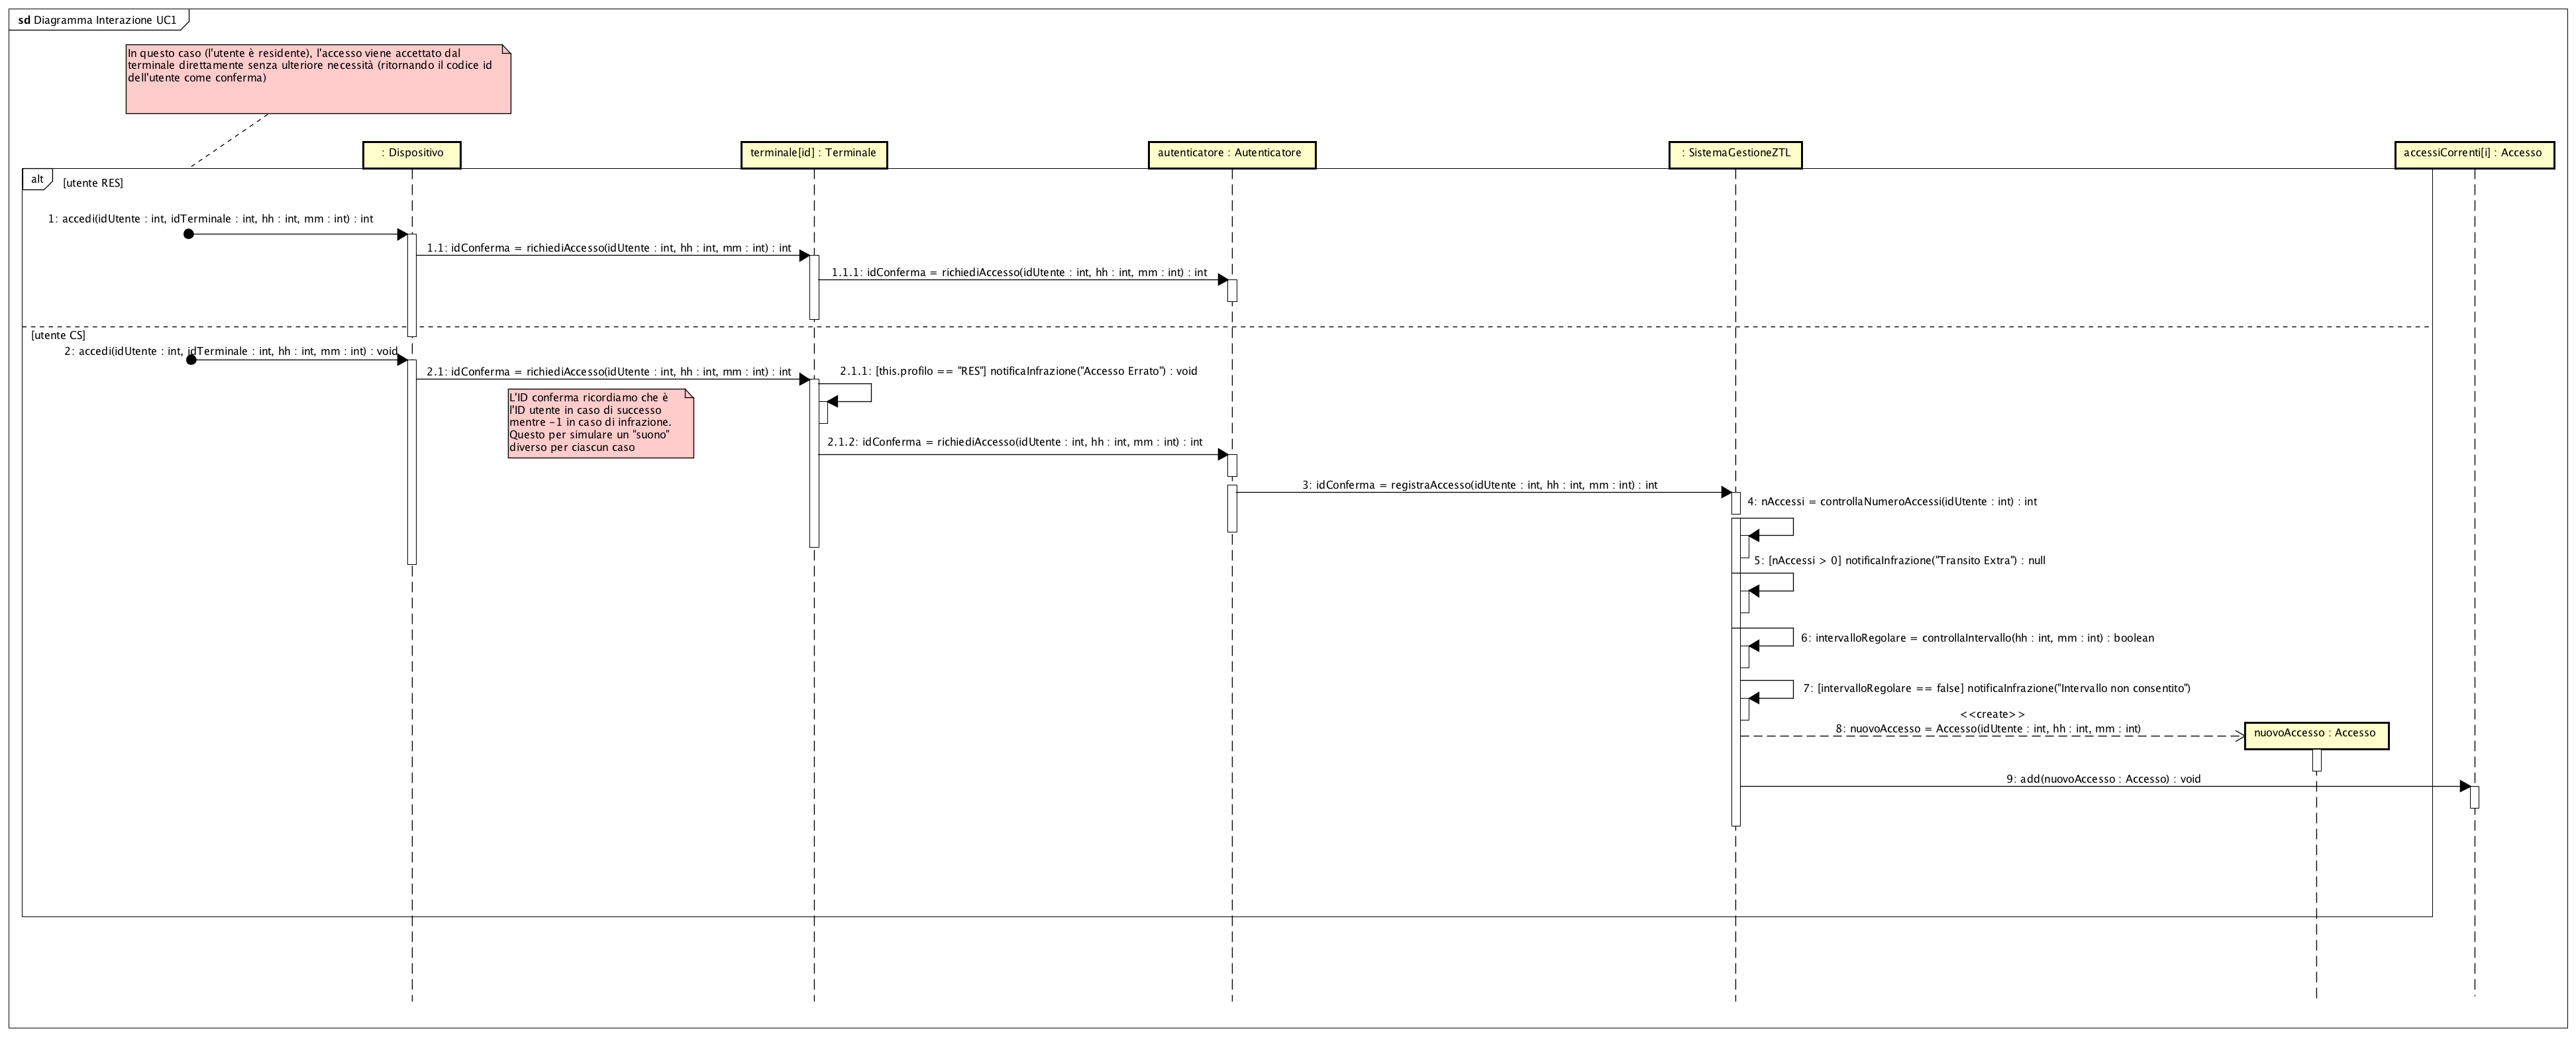 sd Diagramma Interazione UC1
In questo caso (l'utente è residente), l'accesso viene accettato dal
terminale direttamente senza ulteriore necessità (ritornando il codice id
dell'utente come conferma)
: Dispositivo
terminale[id] : Terminale
autenticatore : Autenticatore
: SistemaGestioneZTL
accessiCorrenti[i] : Accesso
alt
[utente RES]
1: accedi(idUtente : int, idTerminale : int, hh : int, mm : int) : int
1.1: idConferma = richiediAccesso(idUtente : int, hh : int, mm : int) : int
1.1.1: idConferma = richiediAccesso(idUtente : int, hh : int, mm : int) : int
[utente CS]
2: accedi(idUtente : int, idTerminale : int, hh : int, mm : int) : void
2.1: idConferma = richiediAccesso(idUtente : int, hh : int, mm : int) : int
2.1.1: [this.profilo == "RES"] notificaInfrazione("Accesso Errato") : void
L'ID conferma ricordiamo che è
l'ID utente in caso di successo
mentre -1 in caso di infrazione.
Questo per simulare un "suono"
diverso per ciascun caso
2.1.2: idConferma = richiediAccesso(idUtente : int, hh : int, mm : int) : int
3: idConferma = registraAccesso(idUtente : int, hh : int, mm : int) : int
4: nAccessi = controllaNumeroAccessi(idUtente : int) : int
5: [nAccessi > 0] notificaInfrazione("Transito Extra") : null
6: intervalloRegolare = controllaIntervallo(hh : int, mm : int) : boolean
7: [intervalloRegolare == false] notificaInfrazione("Intervallo non consentito")
<<create>>
8: nuovoAccesso = Accesso(idUtente : int, hh : int, mm : int)
nuovoAccesso : Accesso
9: add(nuovoAccesso : Accesso) : void